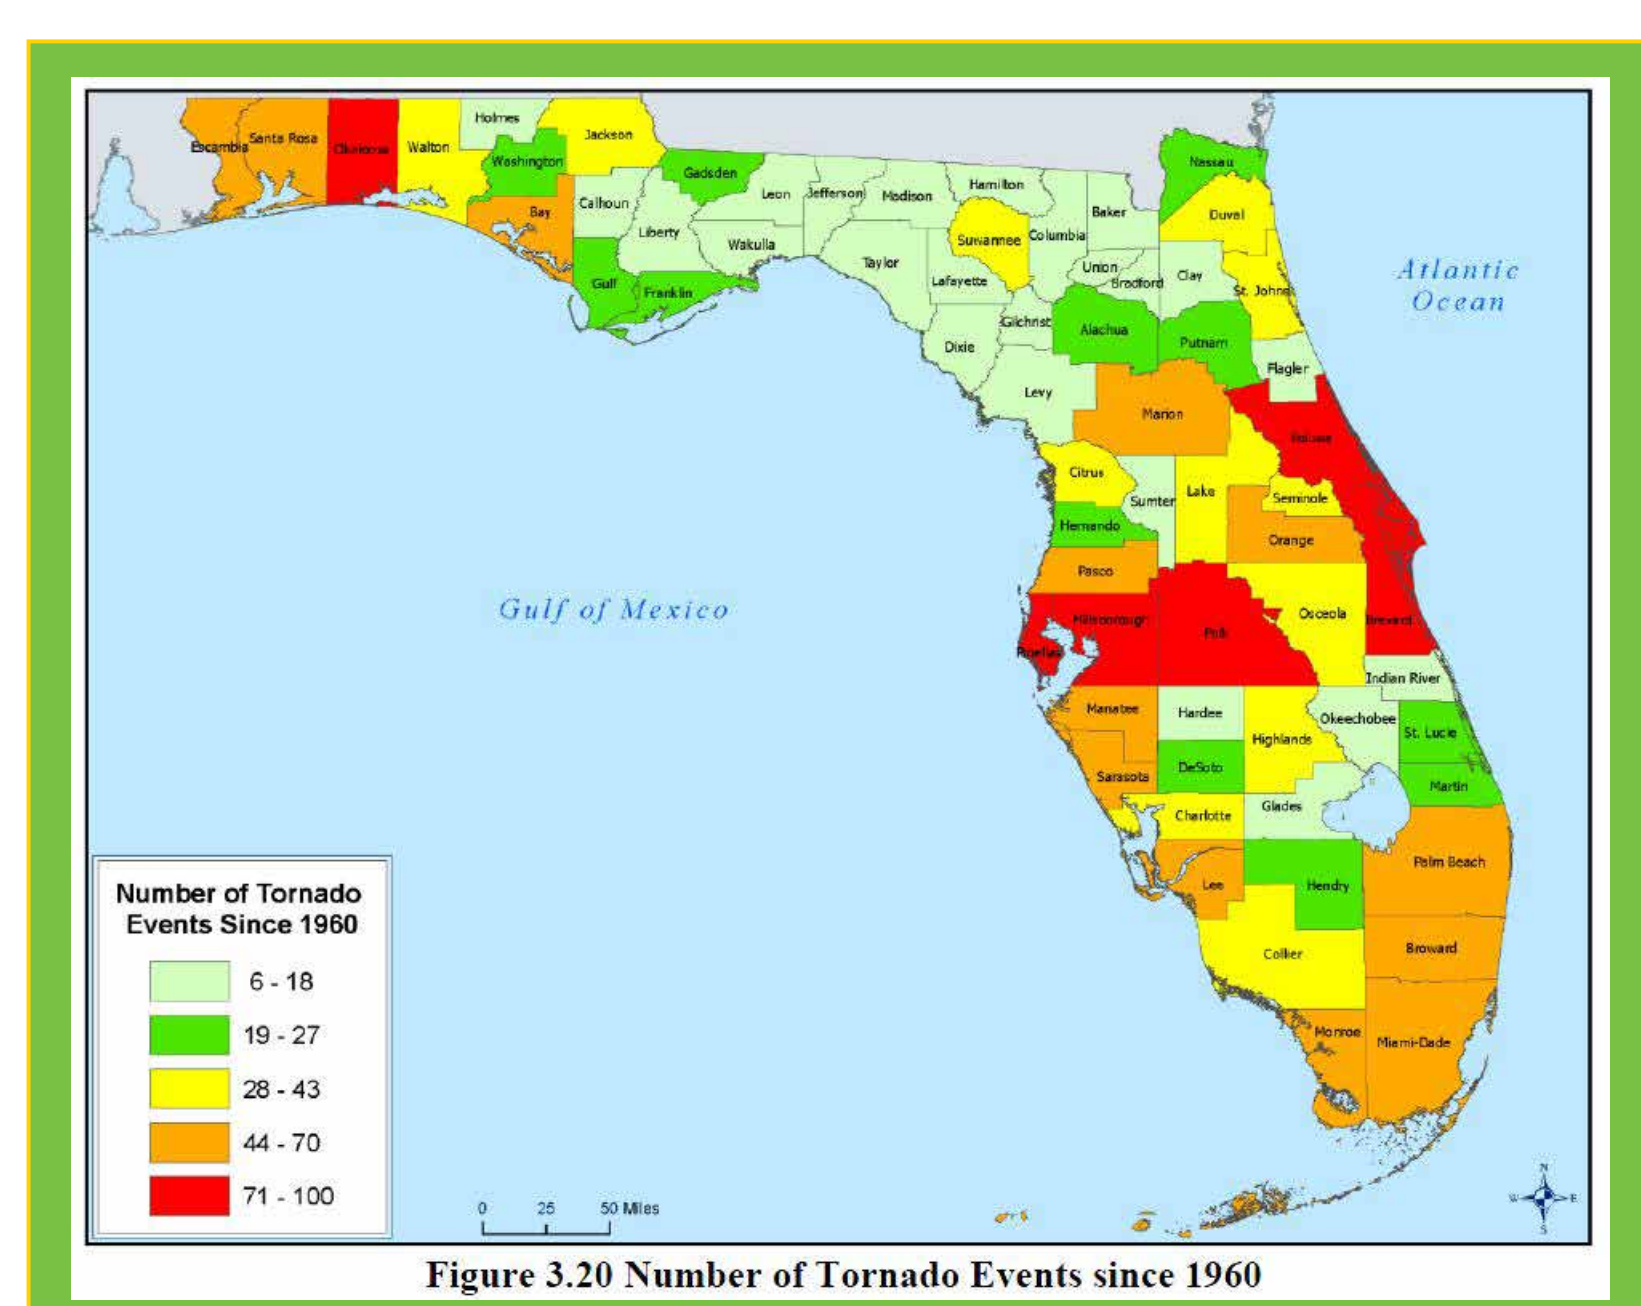 Holmes
Jackson
Escambia
Santa Rosa
Okaloosa
Walton
Washington
Nassau
Gadsden
Leon
Jefferson
Madison
Hamilton
Calhoun
Bay
Liberty
Wakulla
Suwannee
Columbia
Baker
Duval
Taylor
Lafayette
Union
Bradford
Clay
St. Johns
Gulf
Franklin
Gilchrist
Alachua
Putnam
Dixie
Flagler
Levy
Marion
Volusia
Atlantic
Ocean
Citrus
Sumter
Lake
Seminole
Hernando
Orange
Pasco
Gulf of Mexico
Hillsborough
Polk
Osceola
Brevard
Pinellas
Indian River
Manatee
Hardee
Okeechobee
Highlands
St. Lucie
Sarasota
DeSoto
Martin
Charlotte
Glades
Palm Beach
Lee
Hendry
Collier
Broward
Monroe
Miami-Dade
Number of Tornado
Events Since 1960
6 - 18
19 - 27
28 - 43
44 - 70
71 - 100
0 25 50 Miles
N
W E
S
Figure 3.20 Number of Tornado Events since 1960